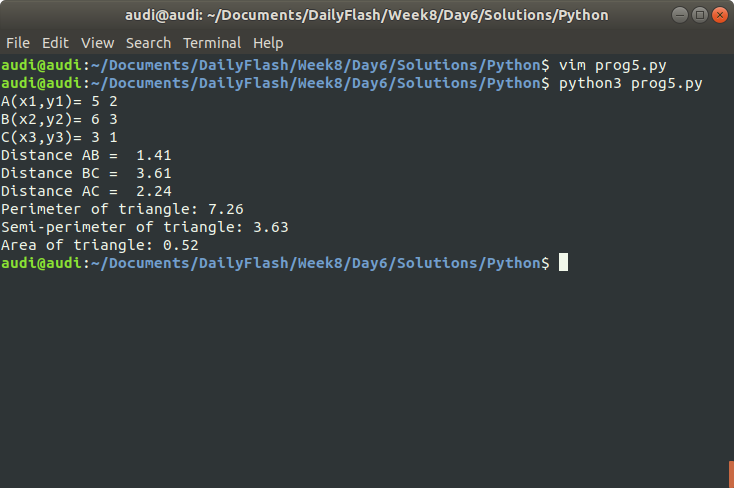 audi@audi: ~/Documents/DailyFlash/Week8/Day6/Solutions/Python
File Edit View Search Terminal Help
audi@audi:~/Documents/DailyFlash/Week8/Day6/Solutions/Python$ vim prog5.py
audi@audi:~/Documents/DailyFlash/Week8/Day6/Solutions/Python$ python3 prog5.py
A(x1,y1)= 5 2
B(x2,y2)= 6 3
C(x3,y3)= 3 1
Distance AB =  1.41
Distance BC =  3.61
Distance AC =  2.24
Perimeter of triangle: 7.26
Semi-perimeter of triangle: 3.63
Area of triangle: 0.52
audi@audi:~/Documents/DailyFlash/Week8/Day6/Solutions/Python$